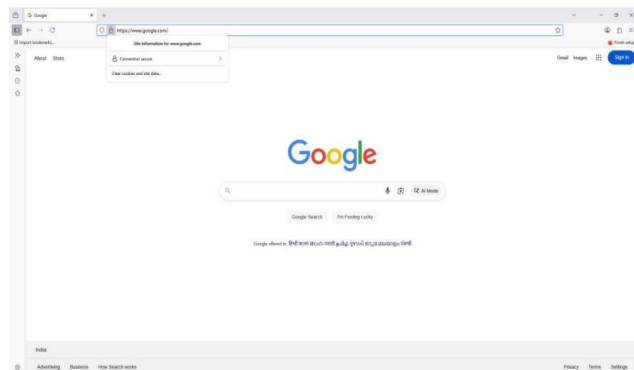 Google
https://www.google.com/
Import bookmarks...
Finish setup
Site information for www.google.com
Connection secure
Clear cookies and site data...
About Store
Gmail Images
Sign in
Google
AI Mode
Google Search I'm Feeling Lucky
Google offered in: हिन्दी বাংলা తెలుగు मराठी தமிழ் ગુજરાતી ಕನ್ನಡ മലയാളം ਪੰਜਾਬੀ
India
Advertising Business How Search works
Privacy Terms Settings